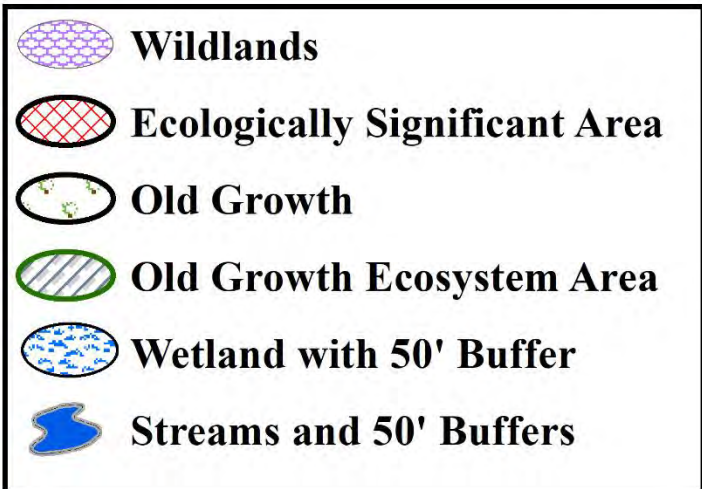 Wildlands
Ecologically Significant Area
Old Growth
Old Growth Ecosystem Area
Wetland with 50' Buffer
Streams and 50' Buffers